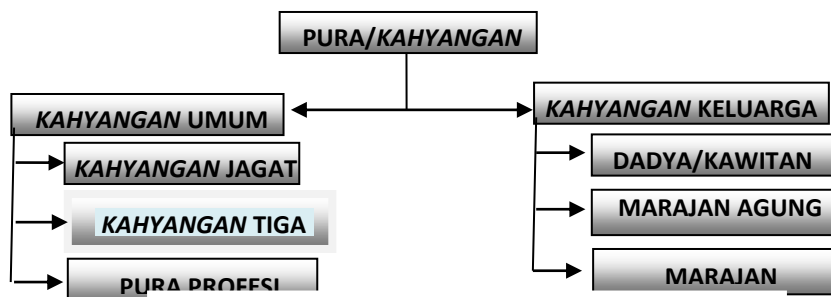 PURA/KAHYANGAN
KAHYANGAN UMUM
KAHYANGAN KELUARGA
KAHYANGAN JAGAT
DADYA/KAWITAN
KAHYANGAN TIGA
MARAJAN AGUNG
PURA PROFESI
MARAJAN